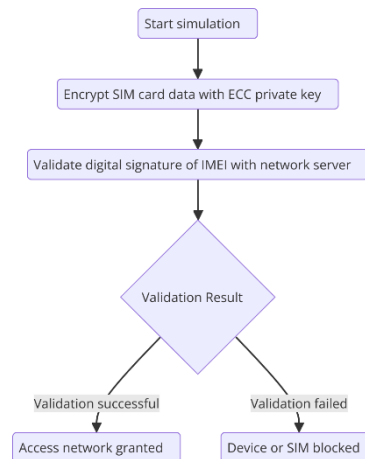 Start simulation
Encrypt SIM card data with ECC private key
Validate digital signature of IMEI with network server
Validation Result
Validation successful
Validation failed
Access network granted
Device or SIM blocked